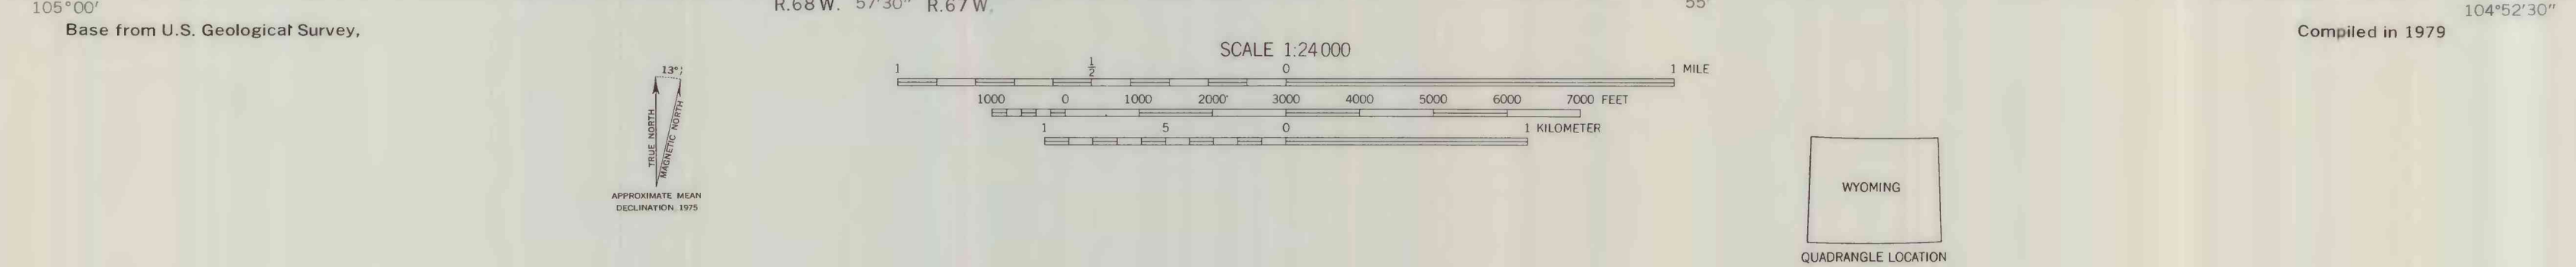 105°00′ R.68 W. 57′30″ R.67 W. 55′ 104°52′30″
Base from U.S. Geological Survey, Compiled in 1979
SCALE 1:24 000
1 ½ 0 1 MILE
1000 0 1000 2000 3000 4000 5000 6000 7000 FEET
1 5 0 1 KILOMETER
13°
TRUE NORTH
MAGNETIC NORTH
APPROXIMATE MEAN
DECLINATION, 1975
WYOMING
QUADRANGLE LOCATION